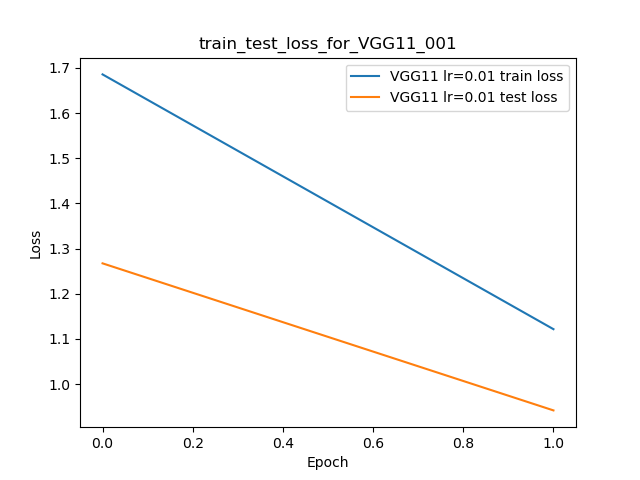 train_test_loss_for_VGG11_001
VGG11 lr=0.01 train loss
VGG11 lr=0.01 test loss
Loss
1.7
1.6
1.5
1.4
1.3
1.2
1.1
1.0
0.0 0.2 0.4 0.6 0.8 1.0
Epoch